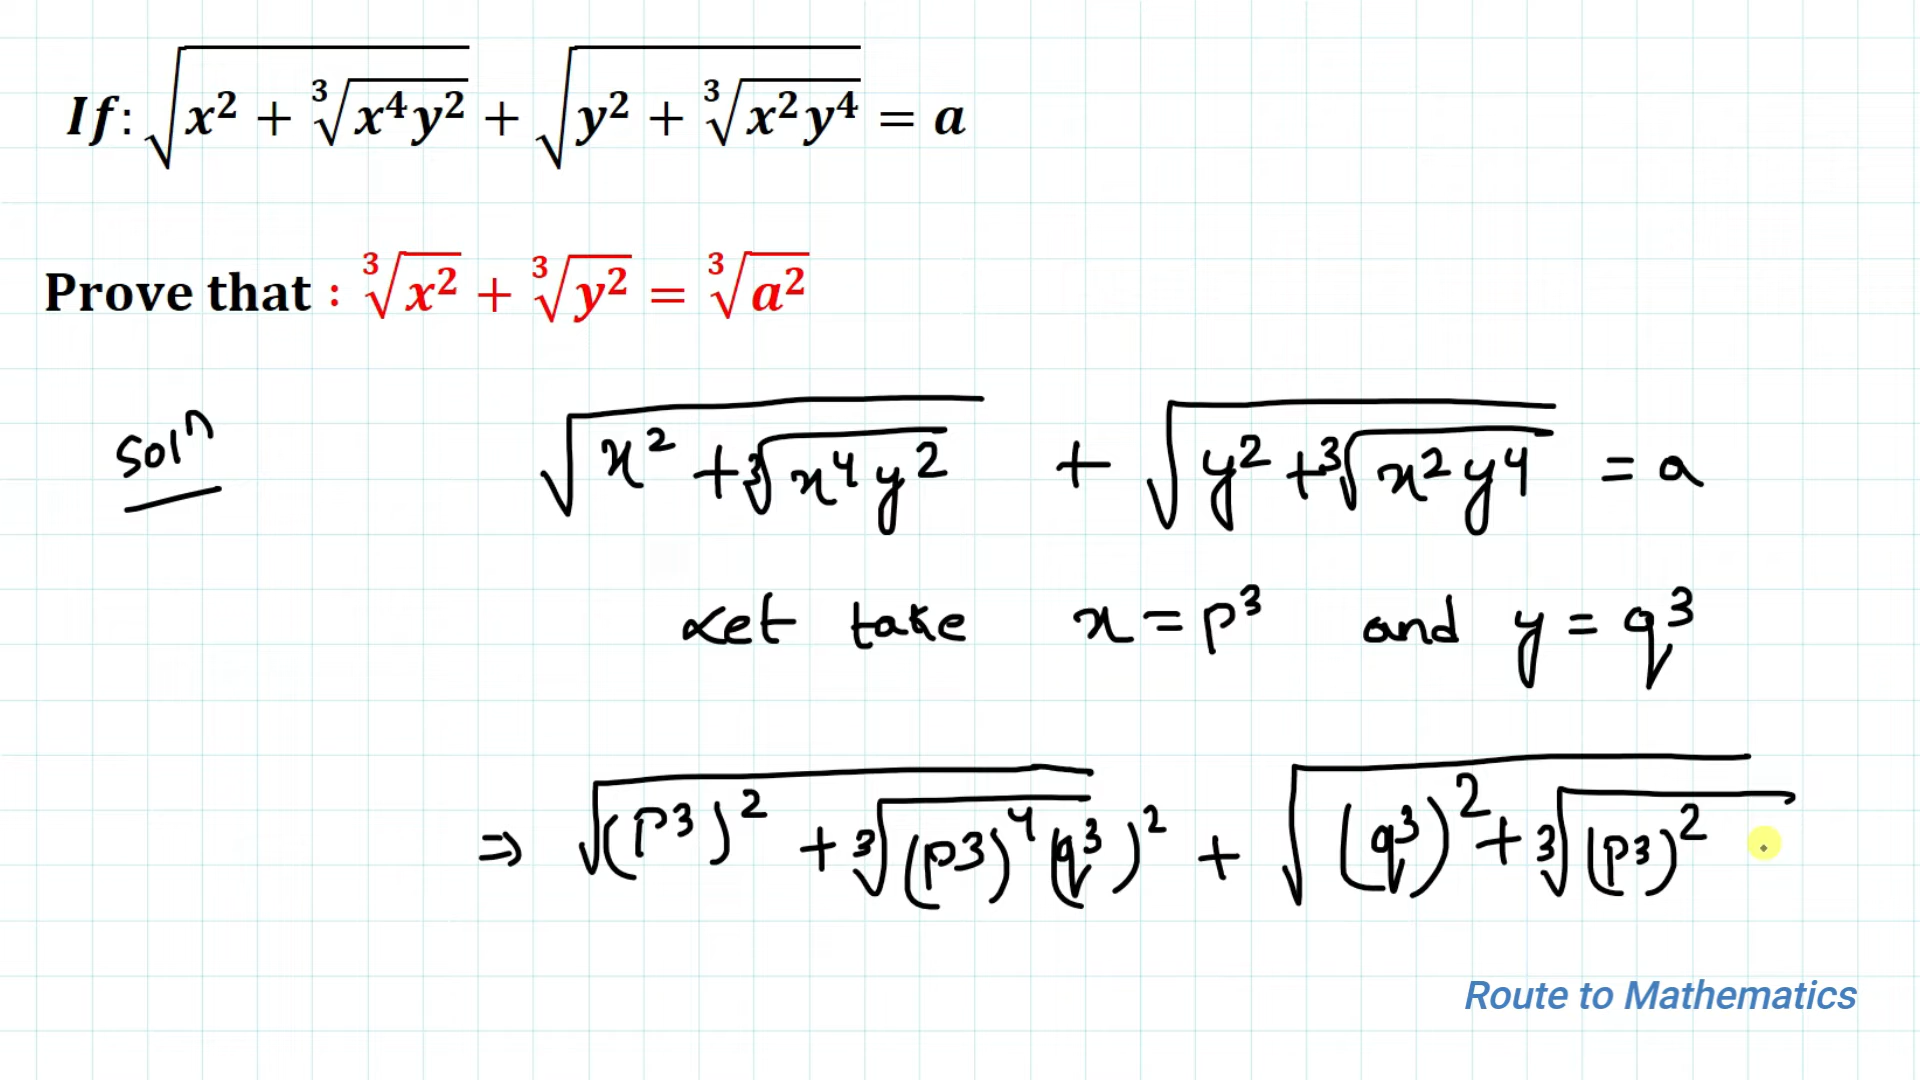 If: √(x² + ∛(x⁴y²)) + √(y² + ∛(x²y⁴)) = a
Prove that : ∛(x²) + ∛(y²) = ∛(a²)
Solⁿ √(x² + ∛(x⁴y²)) + √(y² + ∛(x²y⁴)) = a
Let take x = p³ and y = q³
⇒ √((p³)² + ∛((p³)⁴(q³)²)) + √((q³)² + ∛((p³)²
Route to Mathematics